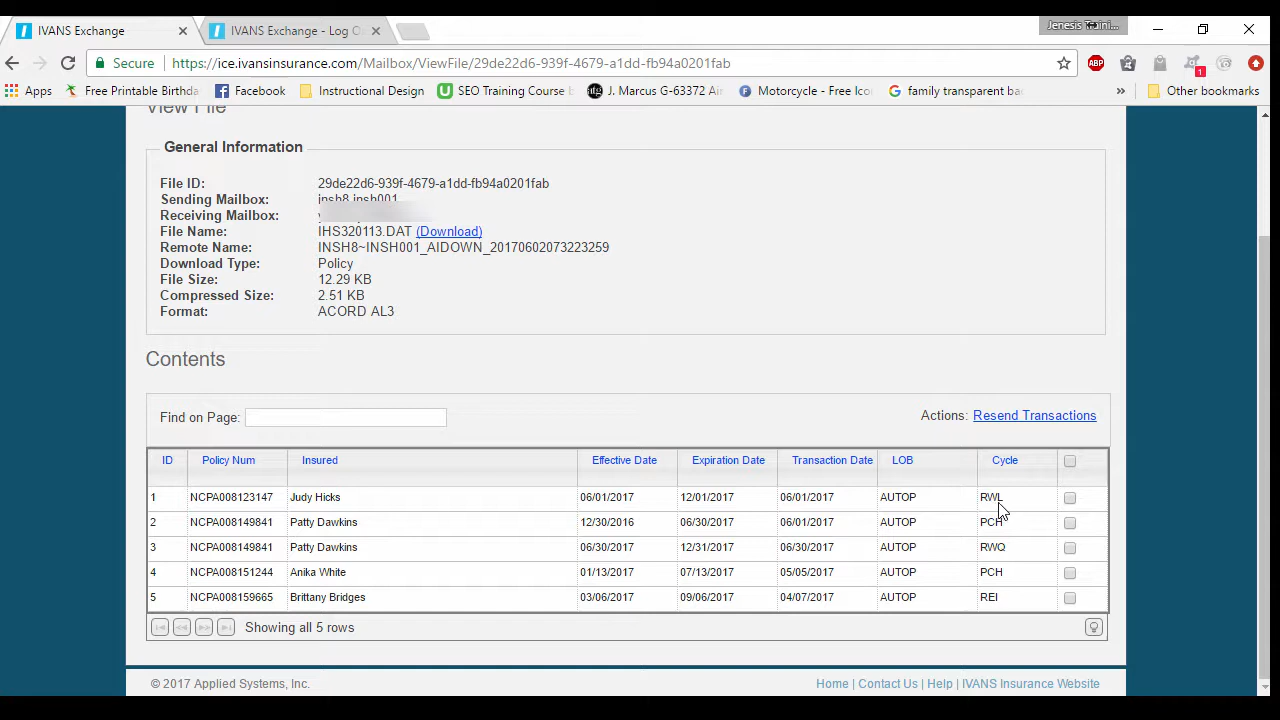 IVANS Exchange
IVANS Exchange - Log O
Jenesis Traini...
Secure
https://ice.ivansinsurance.com/Mailbox/ViewFile/29de22d6-939f-4679-a1dd-fb94a0201fab
ABP
1
Apps Free Printable Birthda Facebook Instructional Design SEO Training Course atg J. Marcus G-63372 Air Motorcycle - Free Ico family transparent ba » Other bookmarks
View File
General Information
File ID: 29de22d6-939f-4679-a1dd-fb94a0201fab
Sending Mailbox: insh8.insh001
Receiving Mailbox:
File Name: IHS320113.DAT (Download)
Remote Name: INSH8~INSH001_AIDOWN_20170602073223259
Download Type: Policy
File Size: 12.29 KB
Compressed Size: 2.51 KB
Format: ACORD AL3
Contents
Find on Page:
Actions: Resend Transactions
ID Policy Num Insured Effective Date Expiration Date Transaction Date LOB Cycle
1 NCPA008123147 Judy Hicks 06/01/2017 12/01/2017 06/01/2017 AUTOP RWL
2 NCPA008149841 Patty Dawkins 12/30/2016 06/30/2017 06/01/2017 AUTOP PCH
3 NCPA008149841 Patty Dawkins 06/30/2017 12/31/2017 06/30/2017 AUTOP RWQ
4 NCPA008151244 Anika White 01/13/2017 07/13/2017 05/05/2017 AUTOP PCH
5 NCPA008159665 Brittany Bridges 03/06/2017 09/06/2017 04/07/2017 AUTOP REI
Showing all 5 rows
© 2017 Applied Systems, Inc.
Home | Contact Us | Help | IVANS Insurance Website